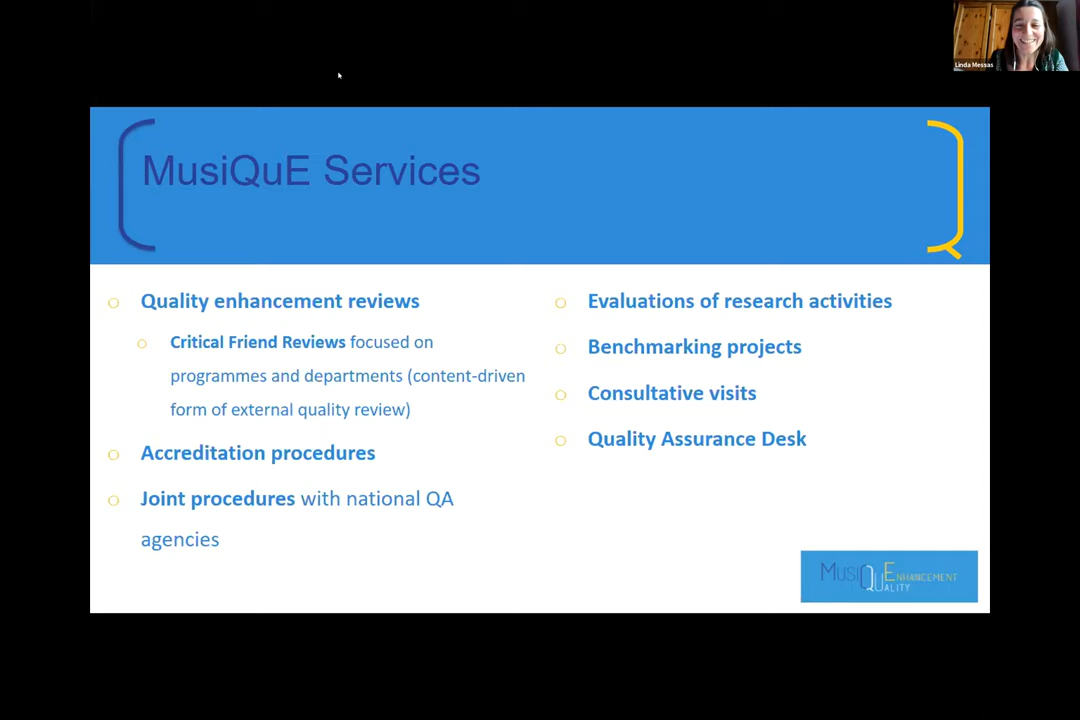 Linda Messas
MusiQuE Services
Quality enhancement reviews
Critical Friend Reviews focused on
programmes and departments (content-driven
form of external quality review)
Accreditation procedures
Joint procedures with national QA
agencies
Evaluations of research activities
Benchmarking projects
Consultative visits
Quality Assurance Desk
MUSIQUENHANCEMENT
QUALITY